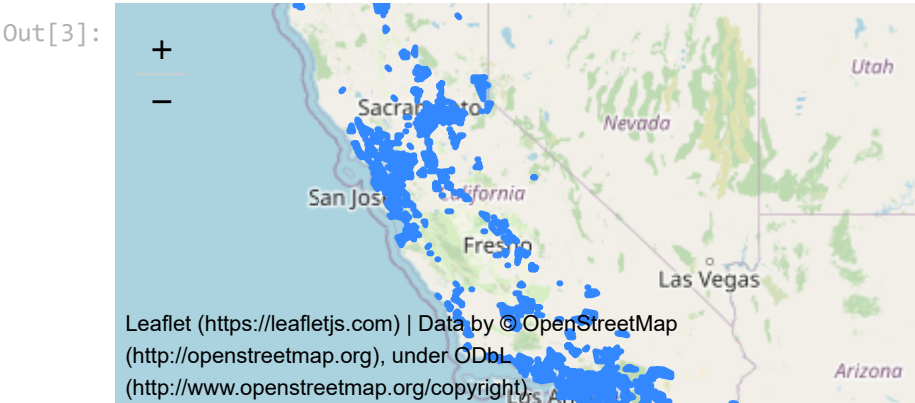 Out[3]:
+
−
Utah
Sacramento
Nevada
San Jose
California
Fresno
Las Vegas
Leaflet (https://leafletjs.com) | Data by © OpenStreetMap
(http://openstreetmap.org), under ODbL
(http://www.openstreetmap.org/copyright).
Arizona